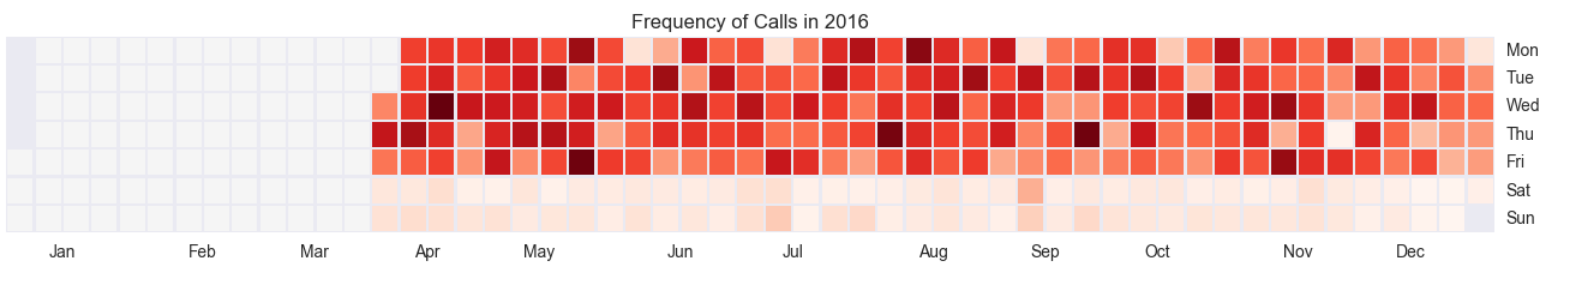 Frequency of Calls in 2016
Mon
Tue
Wed
Thu
Fri
Sat
Sun
Jan Feb Mar Apr May Jun Jul Aug Sep Oct Nov Dec